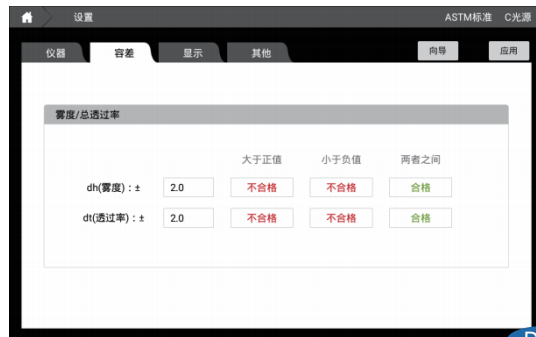 设置 ASTM标准 C光源
仪器 容差 显示 其他 向导 应用
雾度/总透过率
大于正值 小于负值 两者之间
dh(雾度)：± 2.0 不合格 不合格 合格
dt(透过率)：± 2.0 不合格 不合格 合格